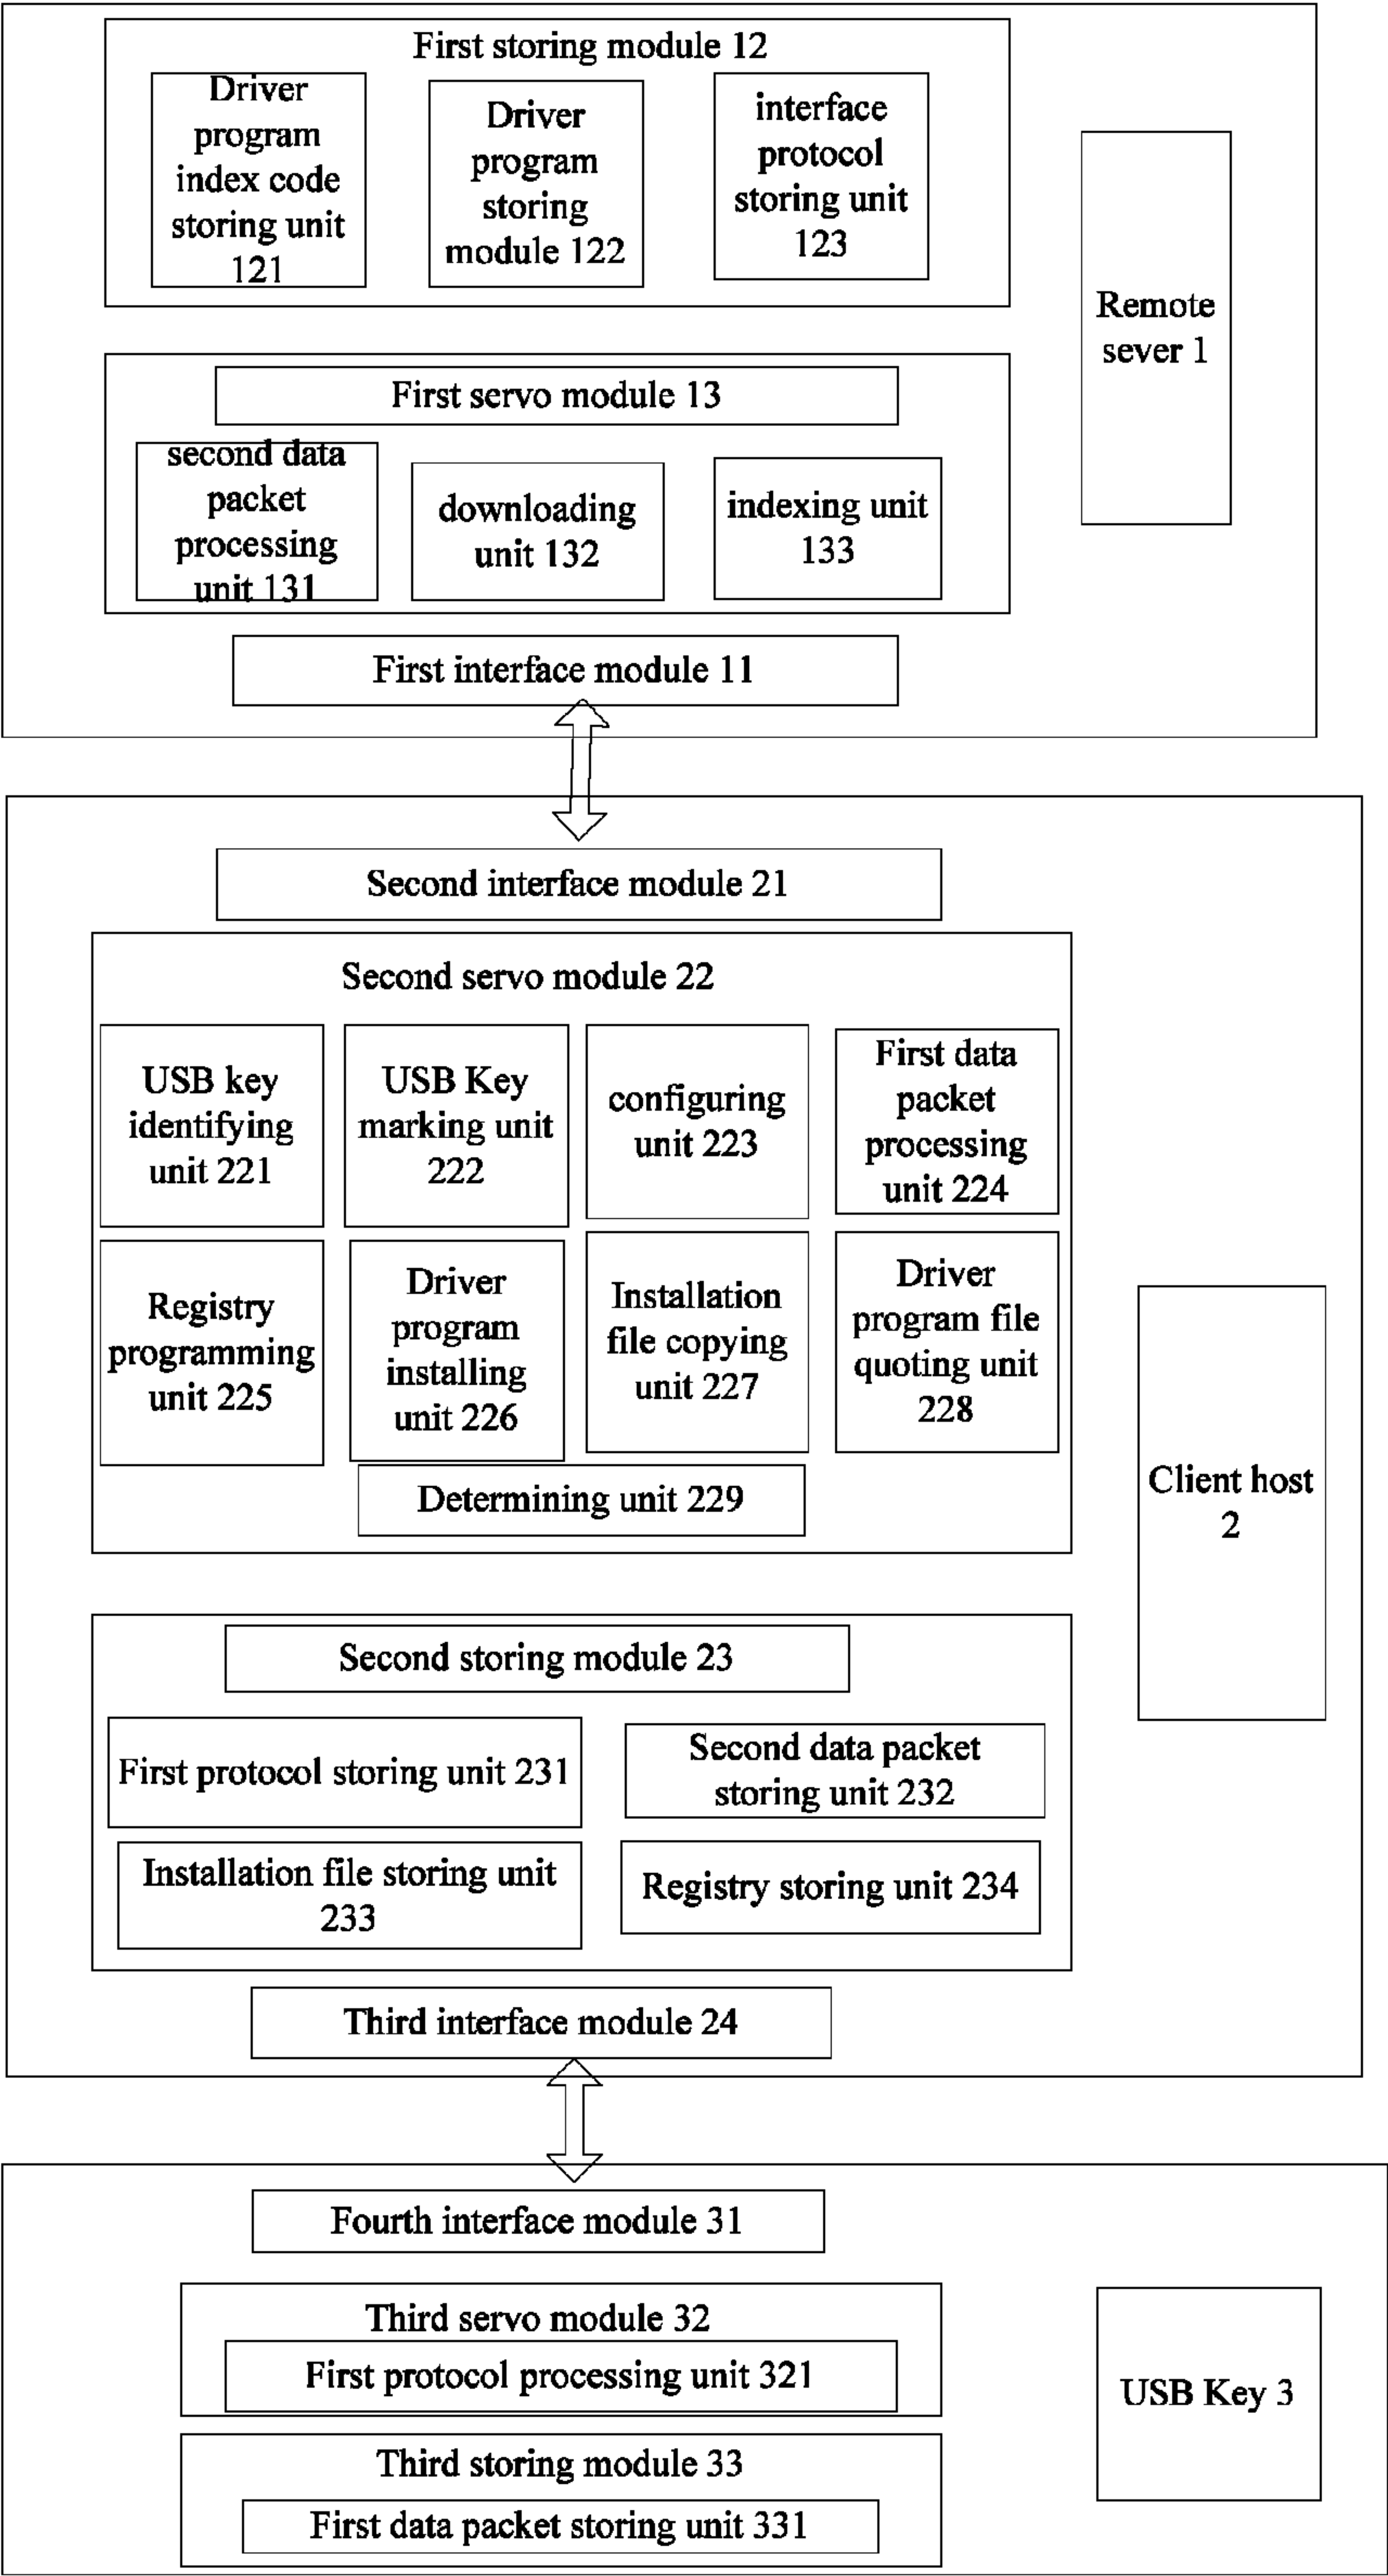 First storing module 12
Driver
program
index code
storing unit
121
Driver
program
storing
module 122
interface
protocol
storing unit
123
Remote
sever 1
First servo module 13
second data
packet
processing
unit 131
downloading
unit 132
indexing unit
133
First interface module 11
Second interface module 21
Second servo module 22
USB key
identifying
unit 221
USB Key
marking unit
222
configuring
unit 223
First data
packet
processing
unit 224
Registry
programming
unit 225
Driver
program
installing
unit 226
Installation
file copying
unit 227
Driver
program file
quoting unit
228
Determining unit 229
Client host
2
Second storing module 23
First protocol storing unit 231
Second data packet
storing unit 232
Installation file storing unit
233
Registry storing unit 234
Third interface module 24
Fourth interface module 31
Third servo module 32
First protocol processing unit 321
USB Key 3
Third storing module 33
First data packet storing unit 331